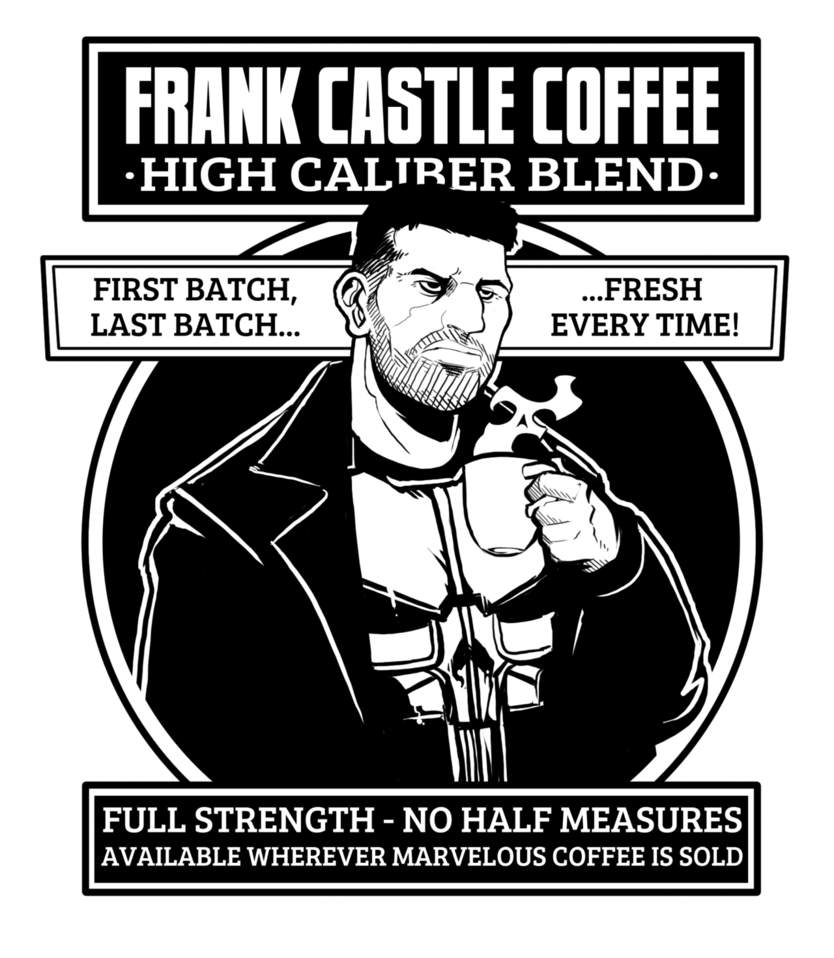 FRANK CASTLE COFFEE
·HIGH CALIBER BLEND·
FIRST BATCH,
LAST BATCH...
...FRESH
EVERY TIME!
FULL STRENGTH - NO HALF MEASURES
AVAILABLE WHEREVER MARVELOUS COFFEE IS SOLD